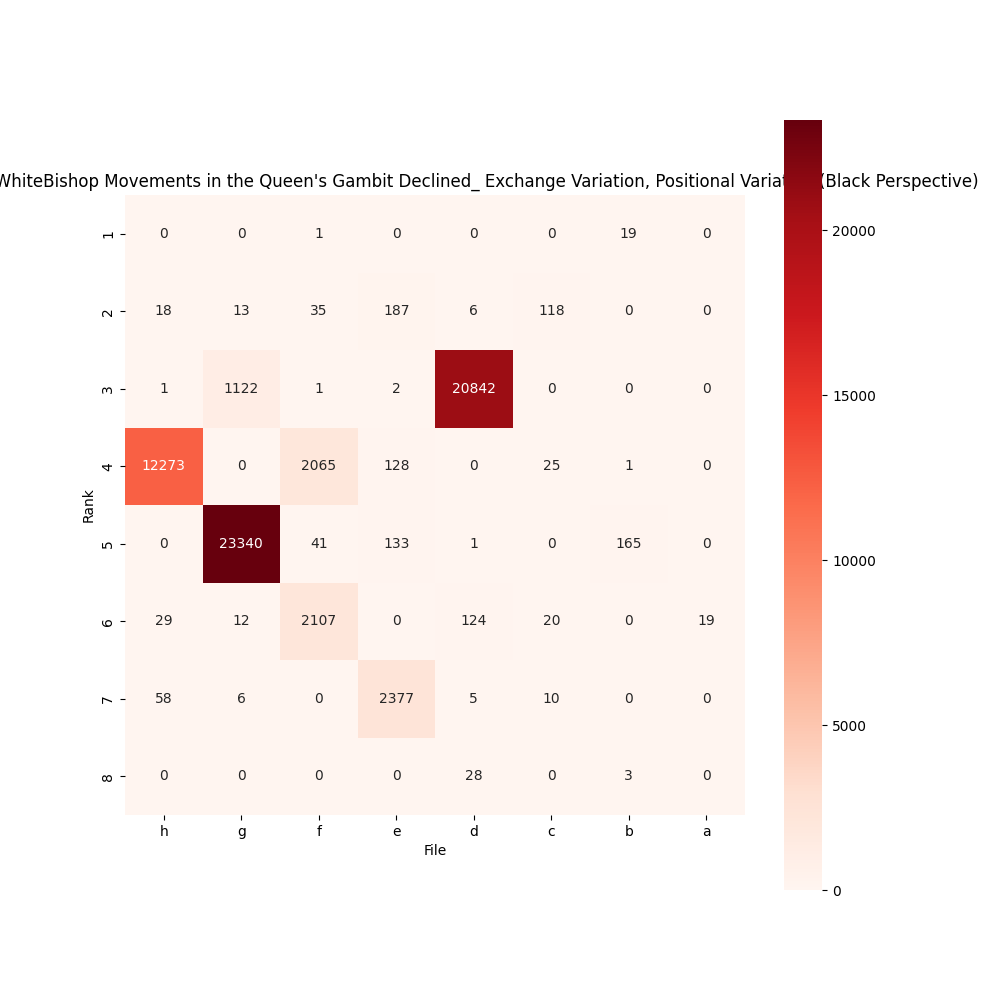 WhiteBishop Movements in the Queen's Gambit Declined_ Exchange Variation, Positional Variat (Black Perspective)
1 0 0 1 0 0 0 19 0
2 18 13 35 187 6 118 0 0
3 1 1122 1 2 20842 0 0 0
4 12273 0 2065 128 0 25 1 0
5 0 23340 41 133 1 0 165 0
6 29 12 2107 0 124 20 0 19
7 58 6 0 2377 5 10 0 0
8 0 0 0 0 28 0 3 0
h g f e d c b a
File
Rank
20000
15000
10000
5000
0